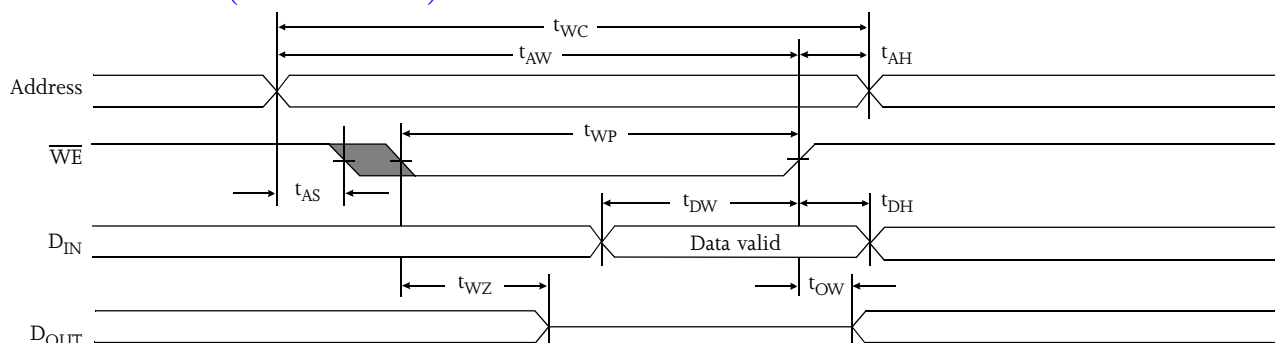 tWC
tAW
tAH
Address
tWP
WE
tAS
tDW
tDH
DIN
Data valid
tWZ
tOW
DOUT